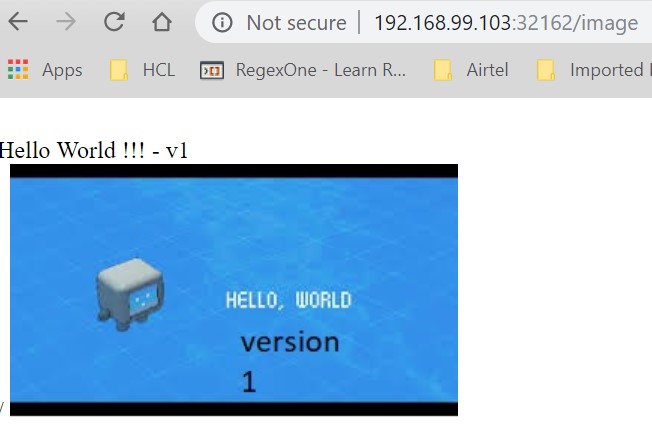 Not secure | 192.168.99.103:32162/image
Apps HCL RegexOne - Learn R... Airtel Imported
Hello World !!! - v1
HELLO, WORLD
version
1
/